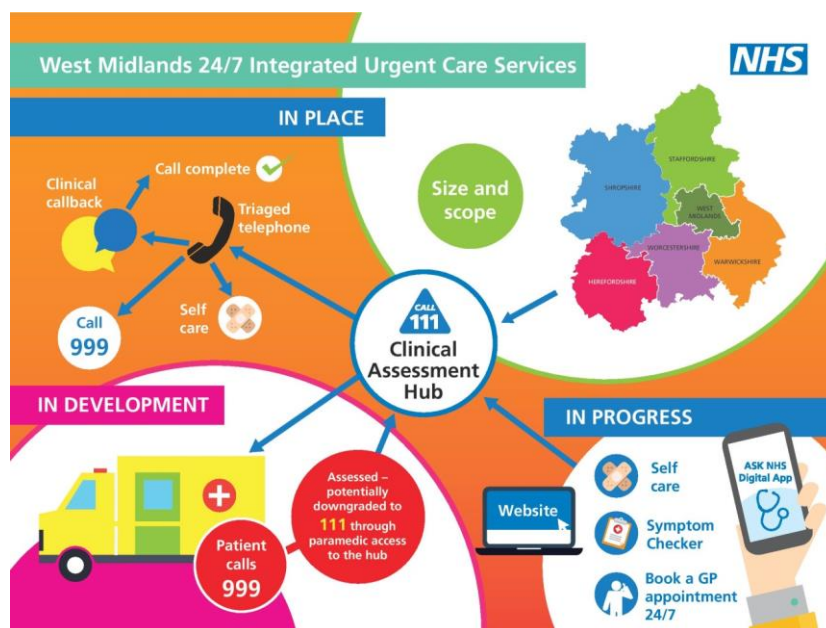 West Midlands 24/7 Integrated Urgent Care Services
NHS
IN PLACE
Call complete
Clinical
callback
Triaged
telephone
Self
care
Call
999
Size and
scope
STAFFORDSHIRE
SHROPSHIRE
WEST
MIDLANDS
WORCESTERSHIRE
WARWICKSHIRE
HEREFORDSHIRE
CALL
111
Clinical
Assessment
Hub
IN DEVELOPMENT
Assessed –
potentially
downgraded to
111 through
paramedic access
to the hub
Patient
calls
999
IN PROGRESS
Website
Self
care
Symptom
Checker
Book a GP
appointment
24/7
ASK NHS
Digital App